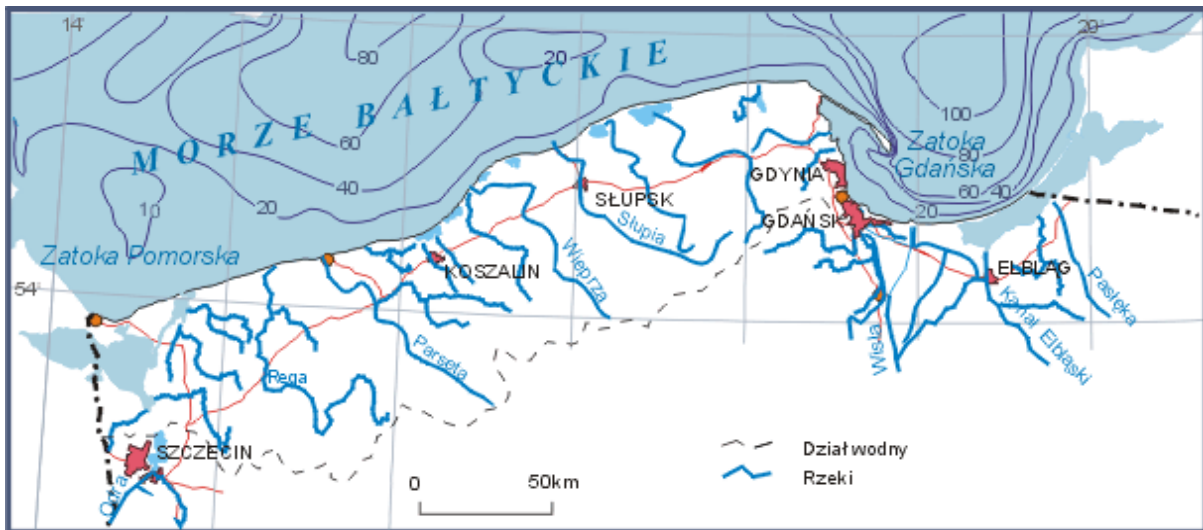 14'
80
20
20'
MORZE BAŁTYCKIE
100
60
Zatoka
Gdańska
80
GDYNIA
40
60
40
10
20
SŁUPSK
20
GDAŃSK
Słupia
Zatoka Pomorska
KOSZALIN
Wieprza
ELBLĄG
Pasłęka
54'
Kanał Elbląski
Wisła
Parsęta
Rega
SZCZECIN
Odra
Dział wodny
Rzeki
0
50km